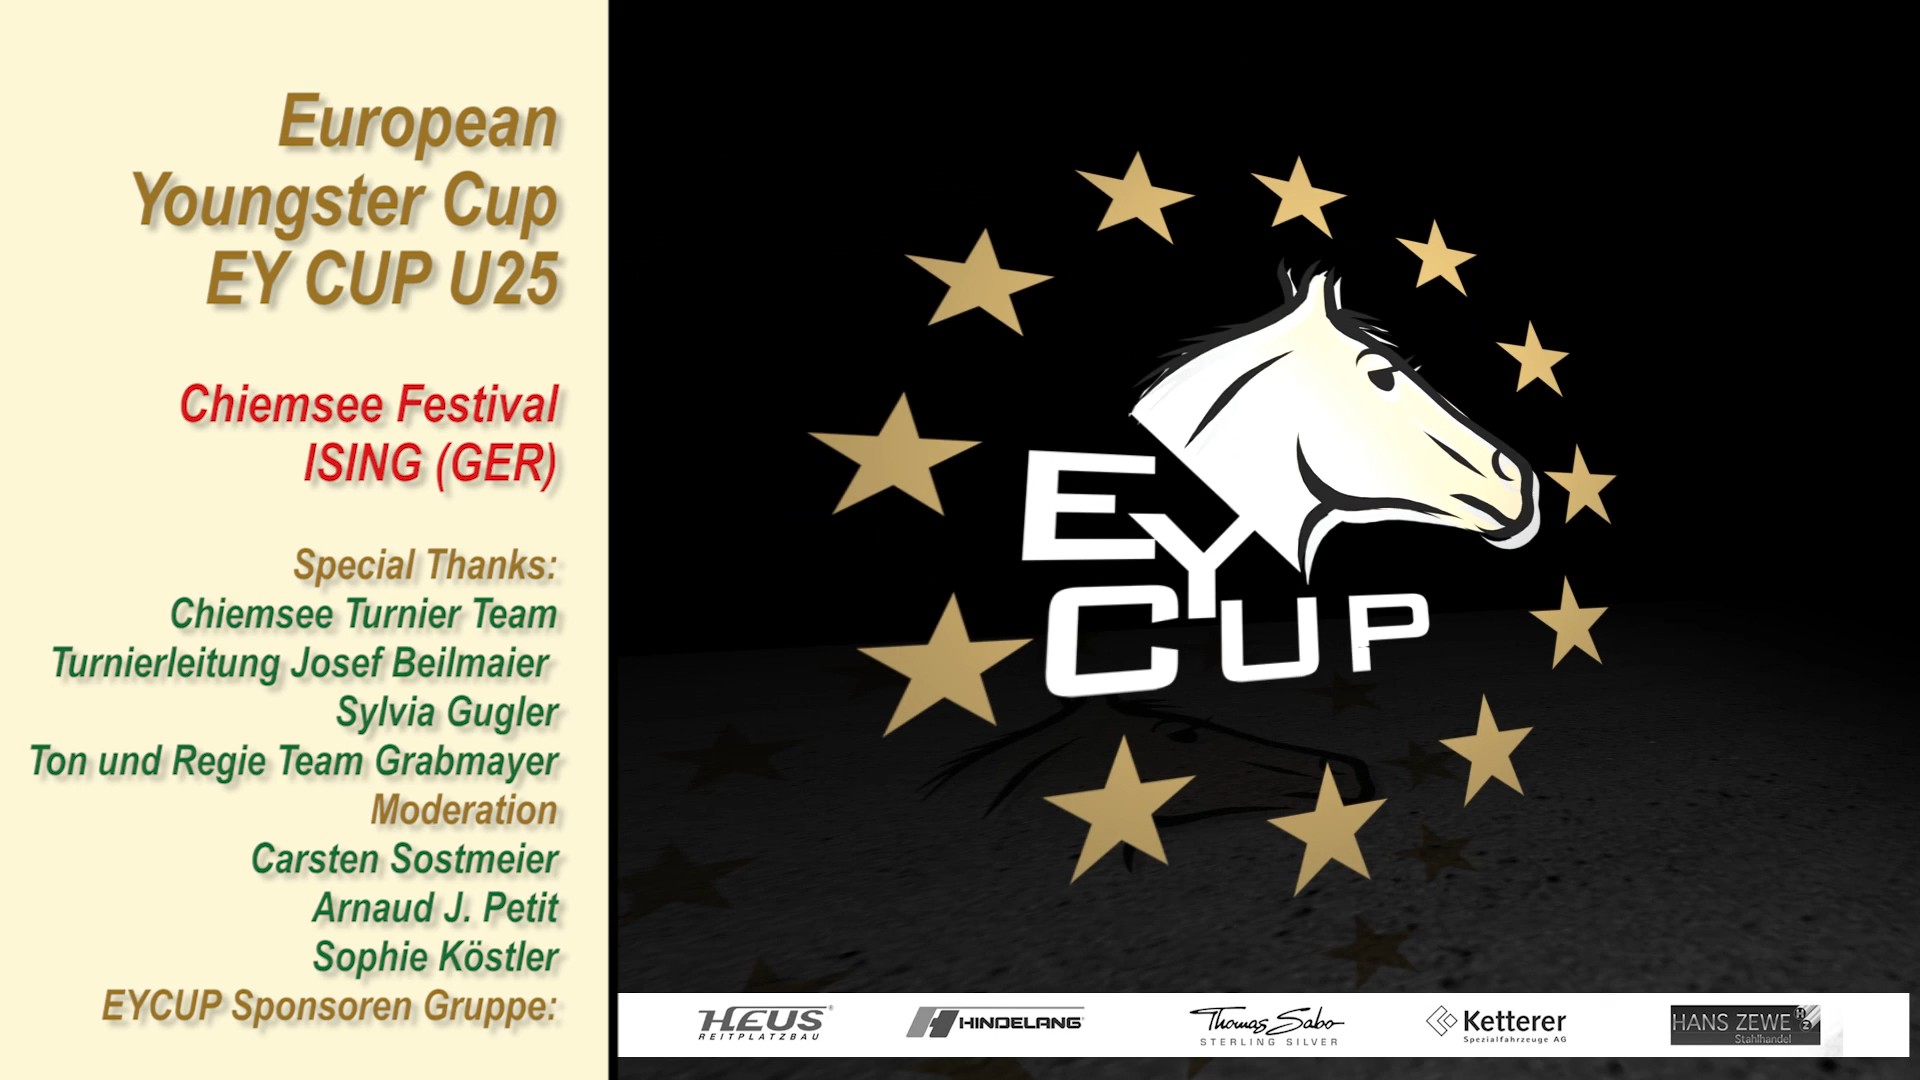 European
Youngster Cup
EY CUP U25
Chiemsee Festival
ISING (GER)
Special Thanks:
Chiemsee Turnier Team
Turnierleitung Josef Beilmaier
Sylvia Gugler
Ton und Regie Team Grabmayer
Moderation
Carsten Sostmeier
Arnaud J. Petit
Sophie Köstler
EYCUP Sponsoren Gruppe:
EY
CUP
HEUS®
REITPLATZBAU
HINDELANG
Thomas Sabo
STERLING SILVER
Ketterer
Spezialfahrzeuge AG
HANS ZEWE HZ
Stahlhandel